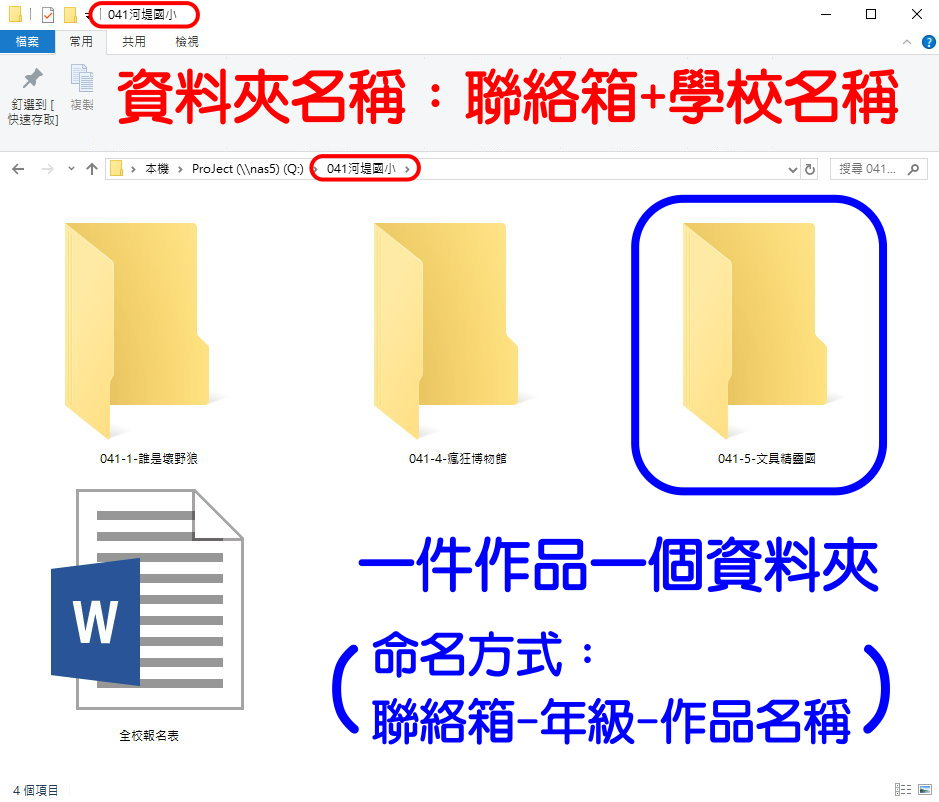 041河堤國小
檔案 常用 共用 檢視
釘選到 [
快速存取]
複製
資料夾名稱：聯絡箱+學校名稱
本機 › ProJect (\\nas5) (Q:) › 041河堤國小 ›
搜尋 041...
041-1-誰是壞野狼
041-4-瘋狂博物館
041-5-文具精靈國
W
一件作品一個資料夾
(命名方式：
聯絡箱-年級-作品名稱)
全校報名表
4 個項目